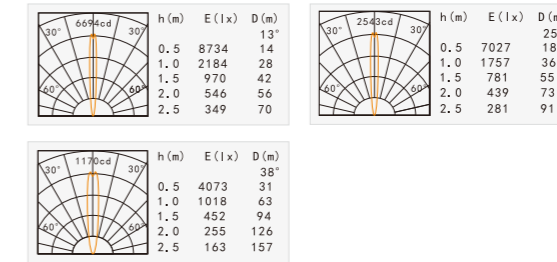 6694cd
30° 30°
60° 60°
h(m) E(lx) D(m)
13°
0.5 8734 14
1.0 2184 28
1.5 970 42
2.0 546 56
2.5 349 70
2543cd
30° 30°
60° 60°
h(m) E(lx) D(m)
25
0.5 7027 18
1.0 1757 36
1.5 781 55
2.0 439 73
2.5 281 91
1170cd
30° 30°
60° 60°
h(m) E(lx) D(m)
38°
0.5 4073 31
1.0 1018 63
1.5 452 94
2.0 255 126
2.5 163 157